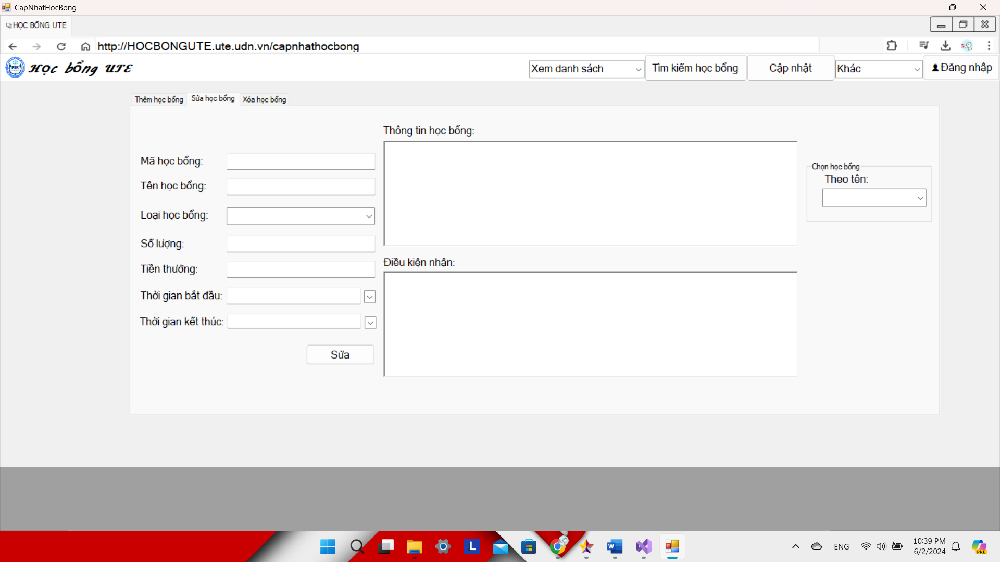 CapNhatHocBong
HỌC BỔNG UTE
http://HOCBONGUTE.ute.udn.vn/capnhathocbong
Học bổng UTE
Xem danh sách
Tìm kiếm học bổng
Cập nhật
Khác
Đăng nhập
Thêm học bổng
Sửa học bổng
Xóa học bổng
Thông tin học bổng:
Mã học bổng:
Tên học bổng:
Loại học bổng:
Số lượng:
Tiền thưởng:
Thời gian bắt đầu:
Thời gian kết thúc:
Sửa
Điều kiện nhận:
Chọn học bổng
Theo tên:
L
W
ENG
10:39 PM
6/2/2024
PRE